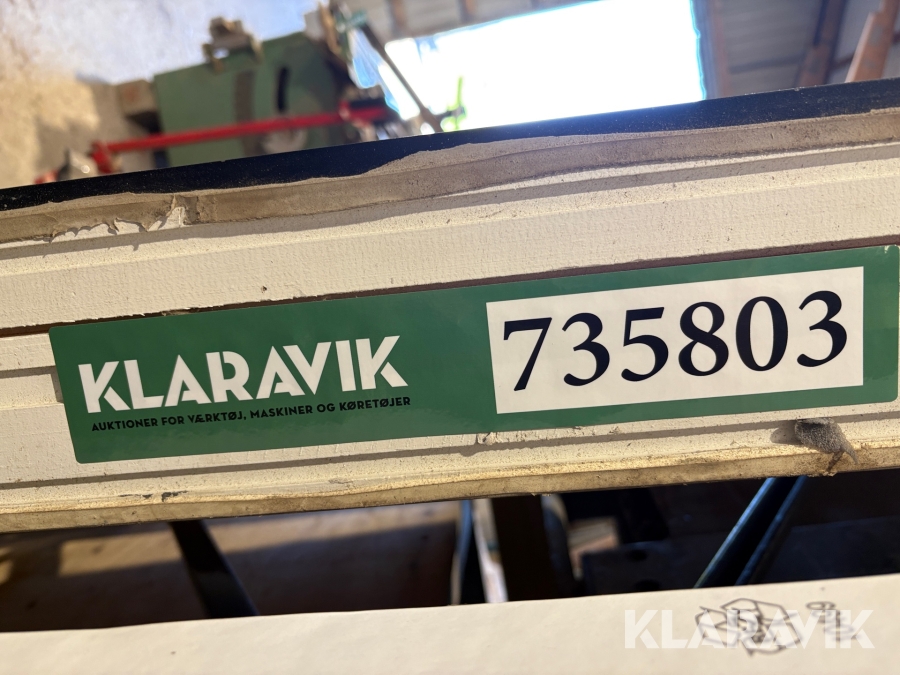 KLARAVIK
AUKTIONER FOR VÆRKTØJ, MASKINER OG KØRETØJER
735803
KLARAVIK